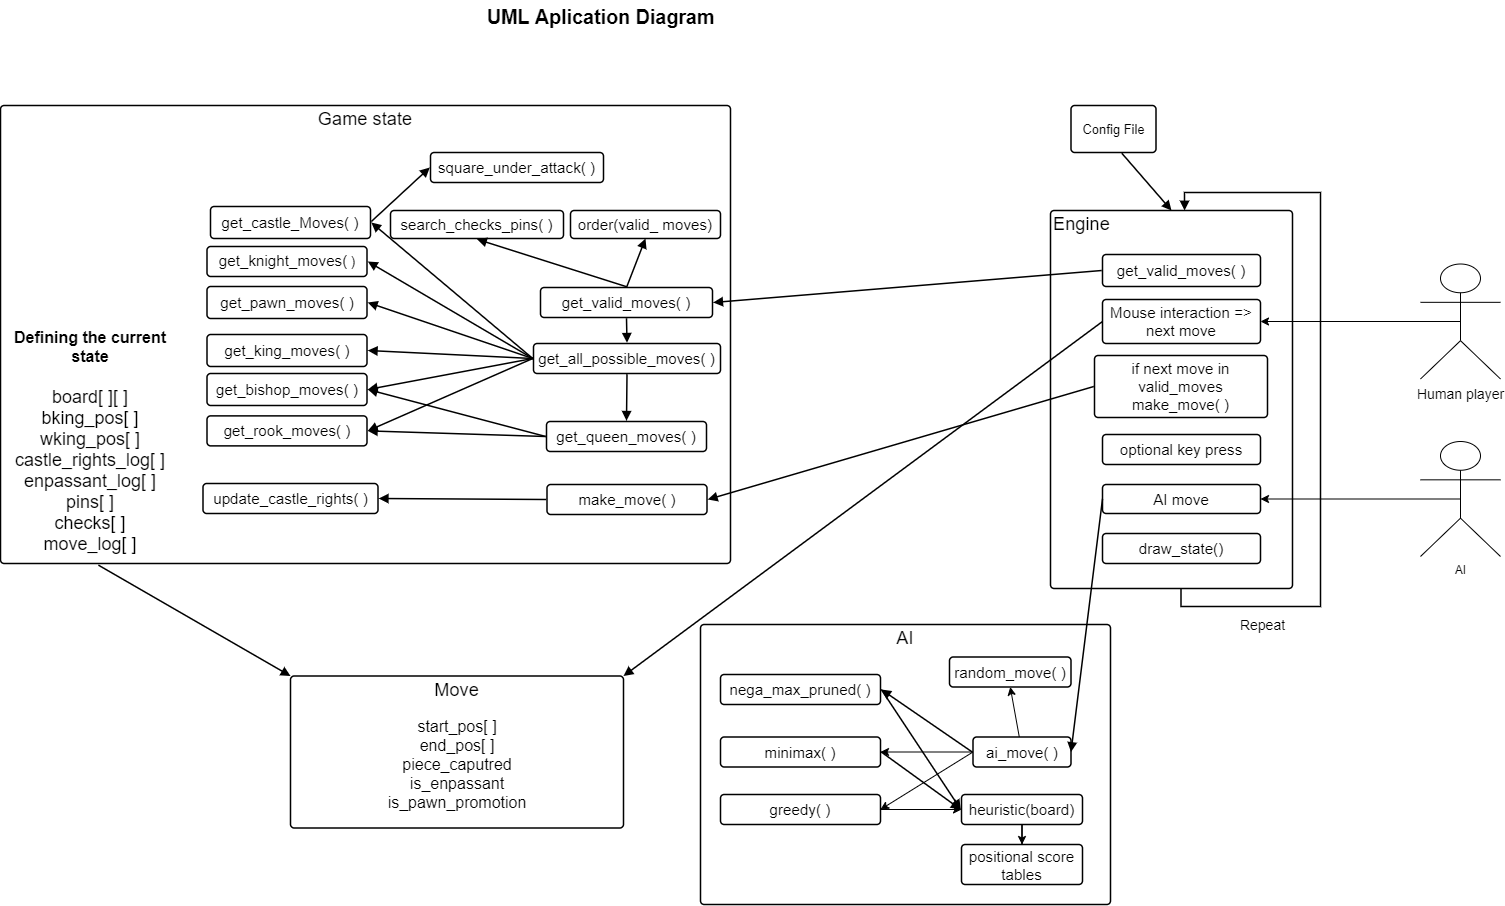 UML Aplication Diagram
Game state
square_under_attack( )
get_castle_Moves( )
search_checks_pins( )
order(valid_ moves)
get_knight_moves( )
get_pawn_moves( )
get_valid_moves( )
Defining the current
state
get_king_moves( )
get_all_possible_moves( )
get_bishop_moves( )
get_rook_moves( )
get_queen_moves( )
board[ ][ ]
bking_pos[ ]
wking_pos[ ]
castle_rights_log[ ]
enpassant_log[ ]
pins[ ]
checks[ ]
move_log[ ]
update_castle_rights( )
make_move( )
Config File
Engine
get_valid_moves( )
Mouse interaction =>
next move
if next move in
valid_moves
make_move( )
optional key press
AI move
draw_state()
Repeat
Human player
AI
Move
start_pos[ ]
end_pos[ ]
piece_caputred
is_enpassant
is_pawn_promotion
AI
random_move( )
nega_max_pruned( )
minimax( )
ai_move( )
greedy( )
heuristic(board)
positional score
tables